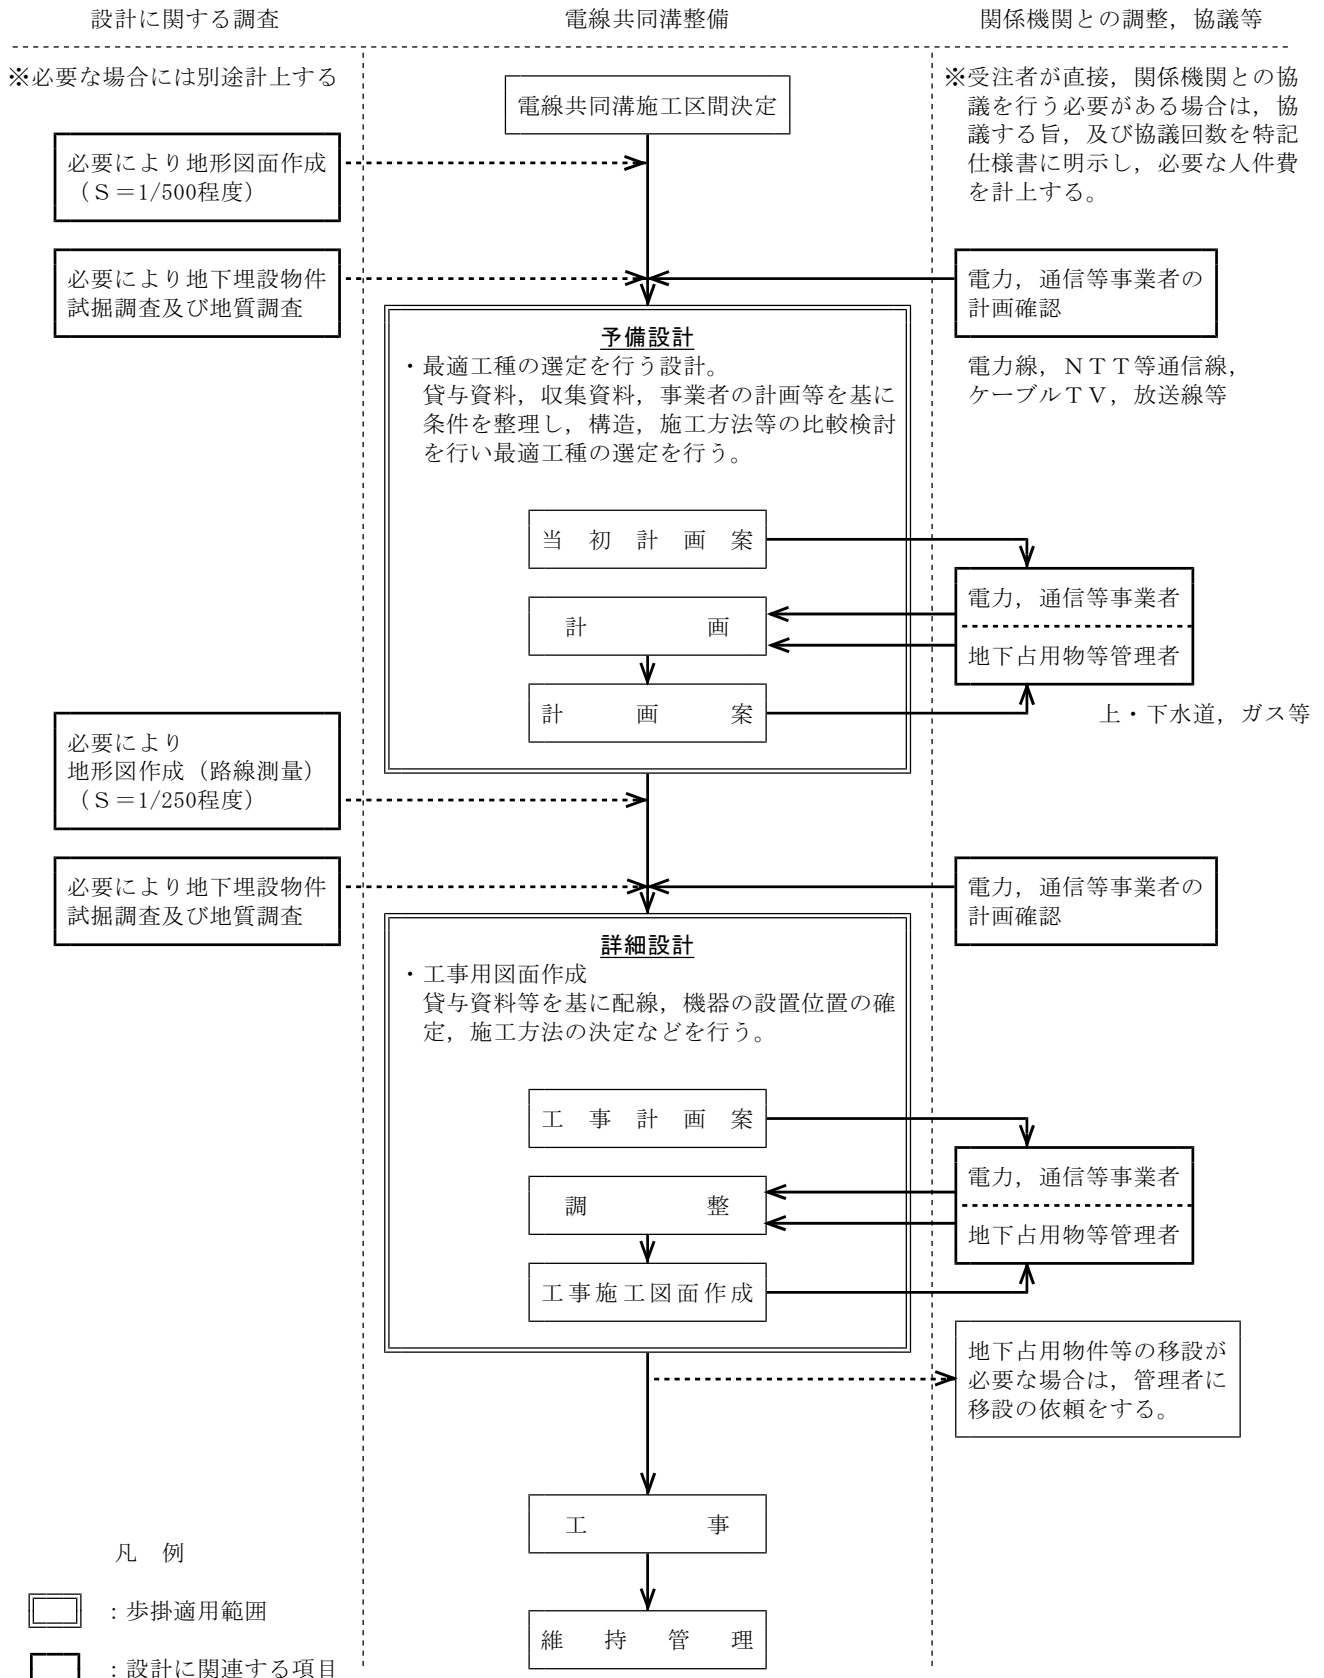 設計に関する調査
電線共同溝整備
関係機関との調整，協議等
※必要な場合には別途計上する
電線共同溝施工区間決定
※受注者が直接，関係機関との協
議を行う必要がある場合は，協
議する旨，及び協議回数を特記
仕様書に明示し，必要な人件費
を計上する。
必要により地形図面作成
（Ｓ＝1/500程度）
必要により地下埋設物件
試掘調査及び地質調査
電力，通信等事業者の
計画確認
電力線，ＮＴＴ等通信線，
ケーブルＴＶ，放送線等
予備設計
・最適工種の選定を行う設計。
貸与資料，収集資料，事業者の計画等を基に
条件を整理し，構造，施工方法等の比較検討
を行い最適工種の選定を行う。
当初計画案
計画
計画案
電力，通信等事業者
地下占用物等管理者
上・下水道，ガス等
必要により
地形図作成（路線測量）
（Ｓ＝1/250程度）
必要により地下埋設物件
試掘調査及び地質調査
電力，通信等事業者の
計画確認
詳細設計
・工事用図面作成
貸与資料等を基に配線，機器の設置位置の確
定，施工方法の決定などを行う。
工事計画案
調整
工事施工図面作成
電力，通信等事業者
地下占用物等管理者
地下占用物件等の移設が
必要な場合は，管理者に
移設の依頼をする。
工事
維持管理
凡 例
：歩掛適用範囲
：設計に関連する項目